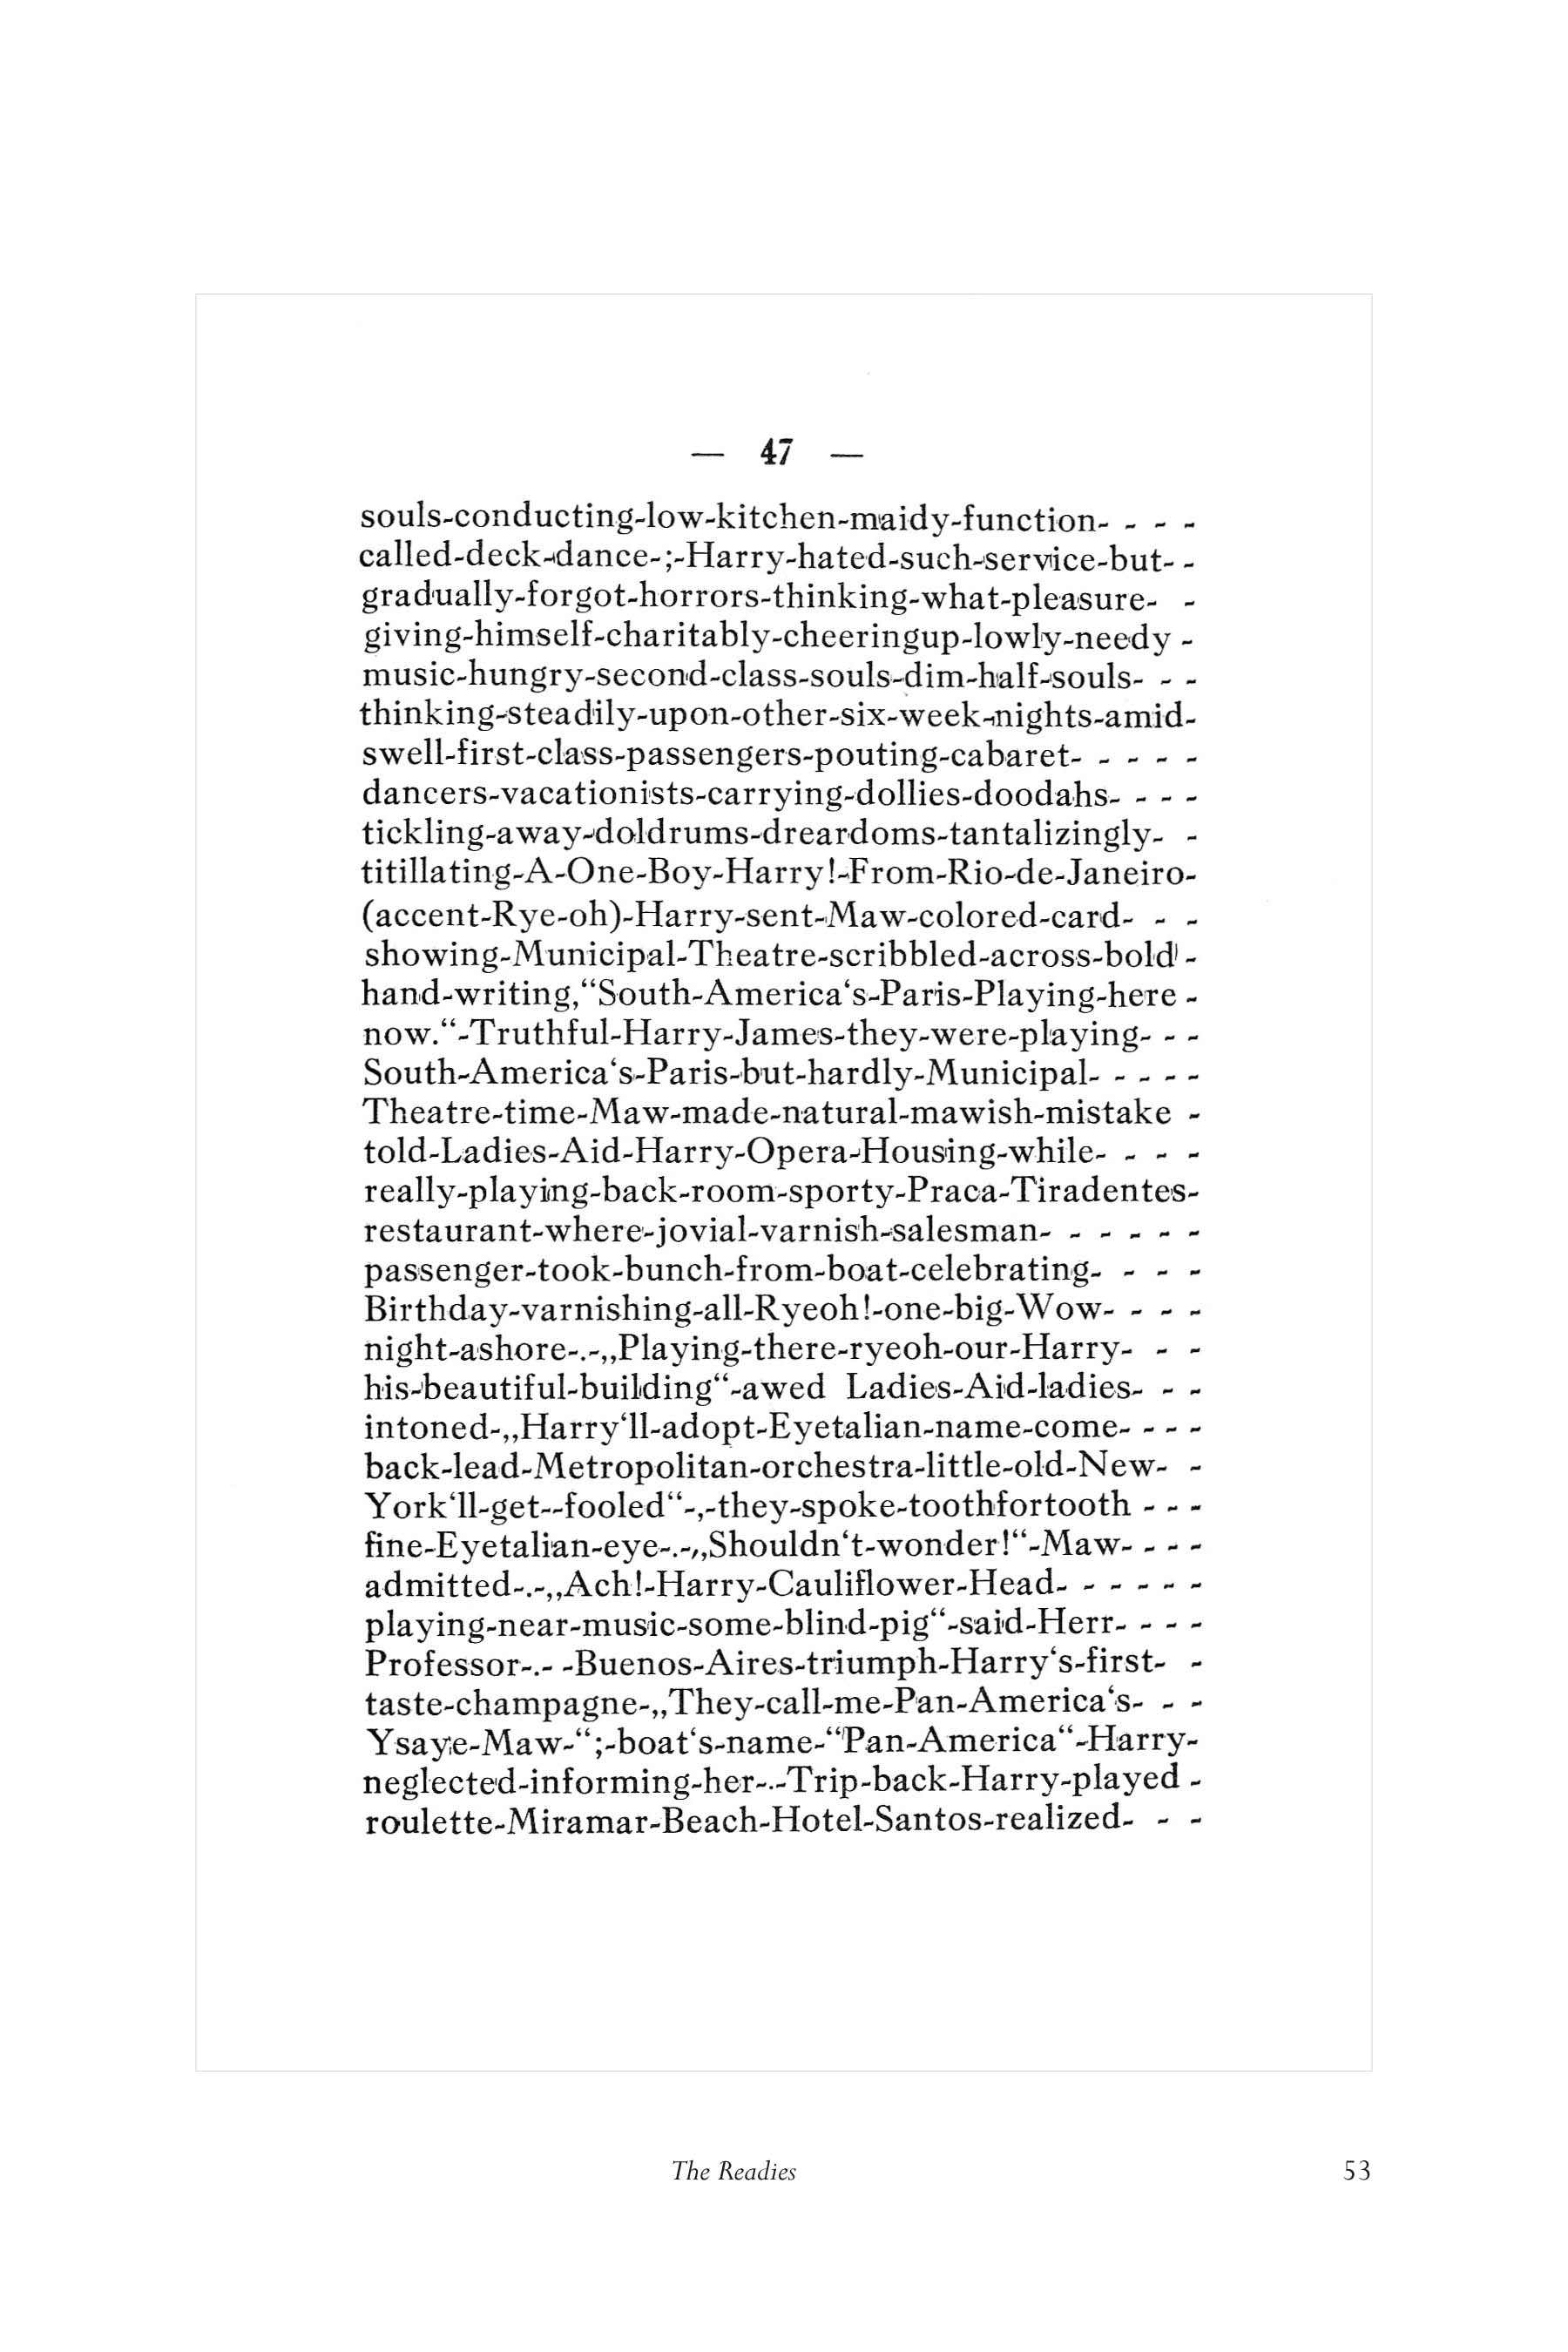 — 47 —
souls-conducting-low-kitchen-maidy-function- - - -
called-deck-dance-;-Harry-hated-such-service-but- -
gradually-forgot-horrors-thinking-what-pleasure- -
giving-himself-charitably-cheeringup-lowly-needy -
music-hungry-second-class-souls-dim-half-souls- - -
thinking-steadily-upon-other-six-week-nights-amid-
swell-first-class-passengers-pouting-cabaret- - - - -
dancers-vacationists-carrying-dollies-doodahs- - - -
tickling-away-doldrums-dreardoms-tantalizingly- -
titillating-A-One-Boy-Harry!-From-Rio-de-Janeiro-
(accent-Rye-oh)-Harry-sent-Maw-colored-card- - -
showing-Municipal-Theatre-scribbled-across-bold -
hand-writing,“South-America‘s-Paris-Playing-here -
now.“-Truthful-Harry-James-they-were-playing- - -
South-America‘s-Paris-but-hardly-Municipal- - - - -
Theatre-time-Maw-made-natural-mawish-mistake -
told-Ladies-Aid-Harry-Opera-Housing-while- - - -
really-playing-back-room-sporty-Praca-Tiradentes-
restaurant-where-jovial-varnish-salesman- - - - - -
passenger-took-bunch-from-boat-celebrating- - - -
Birthday-varnishing-all-Ryeoh!-one-big-Wow- - - -
night-ashore-.-„Playing-there-ryeoh-our-Harry- - -
his-beautiful-building“-awed Ladies-Aid-ladies- - -
intoned-„Harry‘ll-adopt-Eyetalian-name-come- - - -
back-lead-Metropolitan-orchestra-little-old-New- -
York‘ll-get--fooled“-,-they-spoke-toothfortooth - - -
fine-Eyetalian-eye-.-„Shouldn‘t-wonder!“-Maw- - - -
admitted-.-„Ach!-Harry-Cauliflower-Head- - - - - -
playing-near-music-some-blind-pig“-said-Herr- - - -
Professor-.- -Buenos-Aires-triumph-Harry‘s-first- -
taste-champagne-„They-call-me-Pan-America‘s- - -
Ysaye-Maw-“;-boat‘s-name-“Pan-America“-Harry-
neglected-informing-her-.-Trip-back-Harry-played -
roulette-Miramar-Beach-Hotel-Santos-realized- - -
The Readies 53